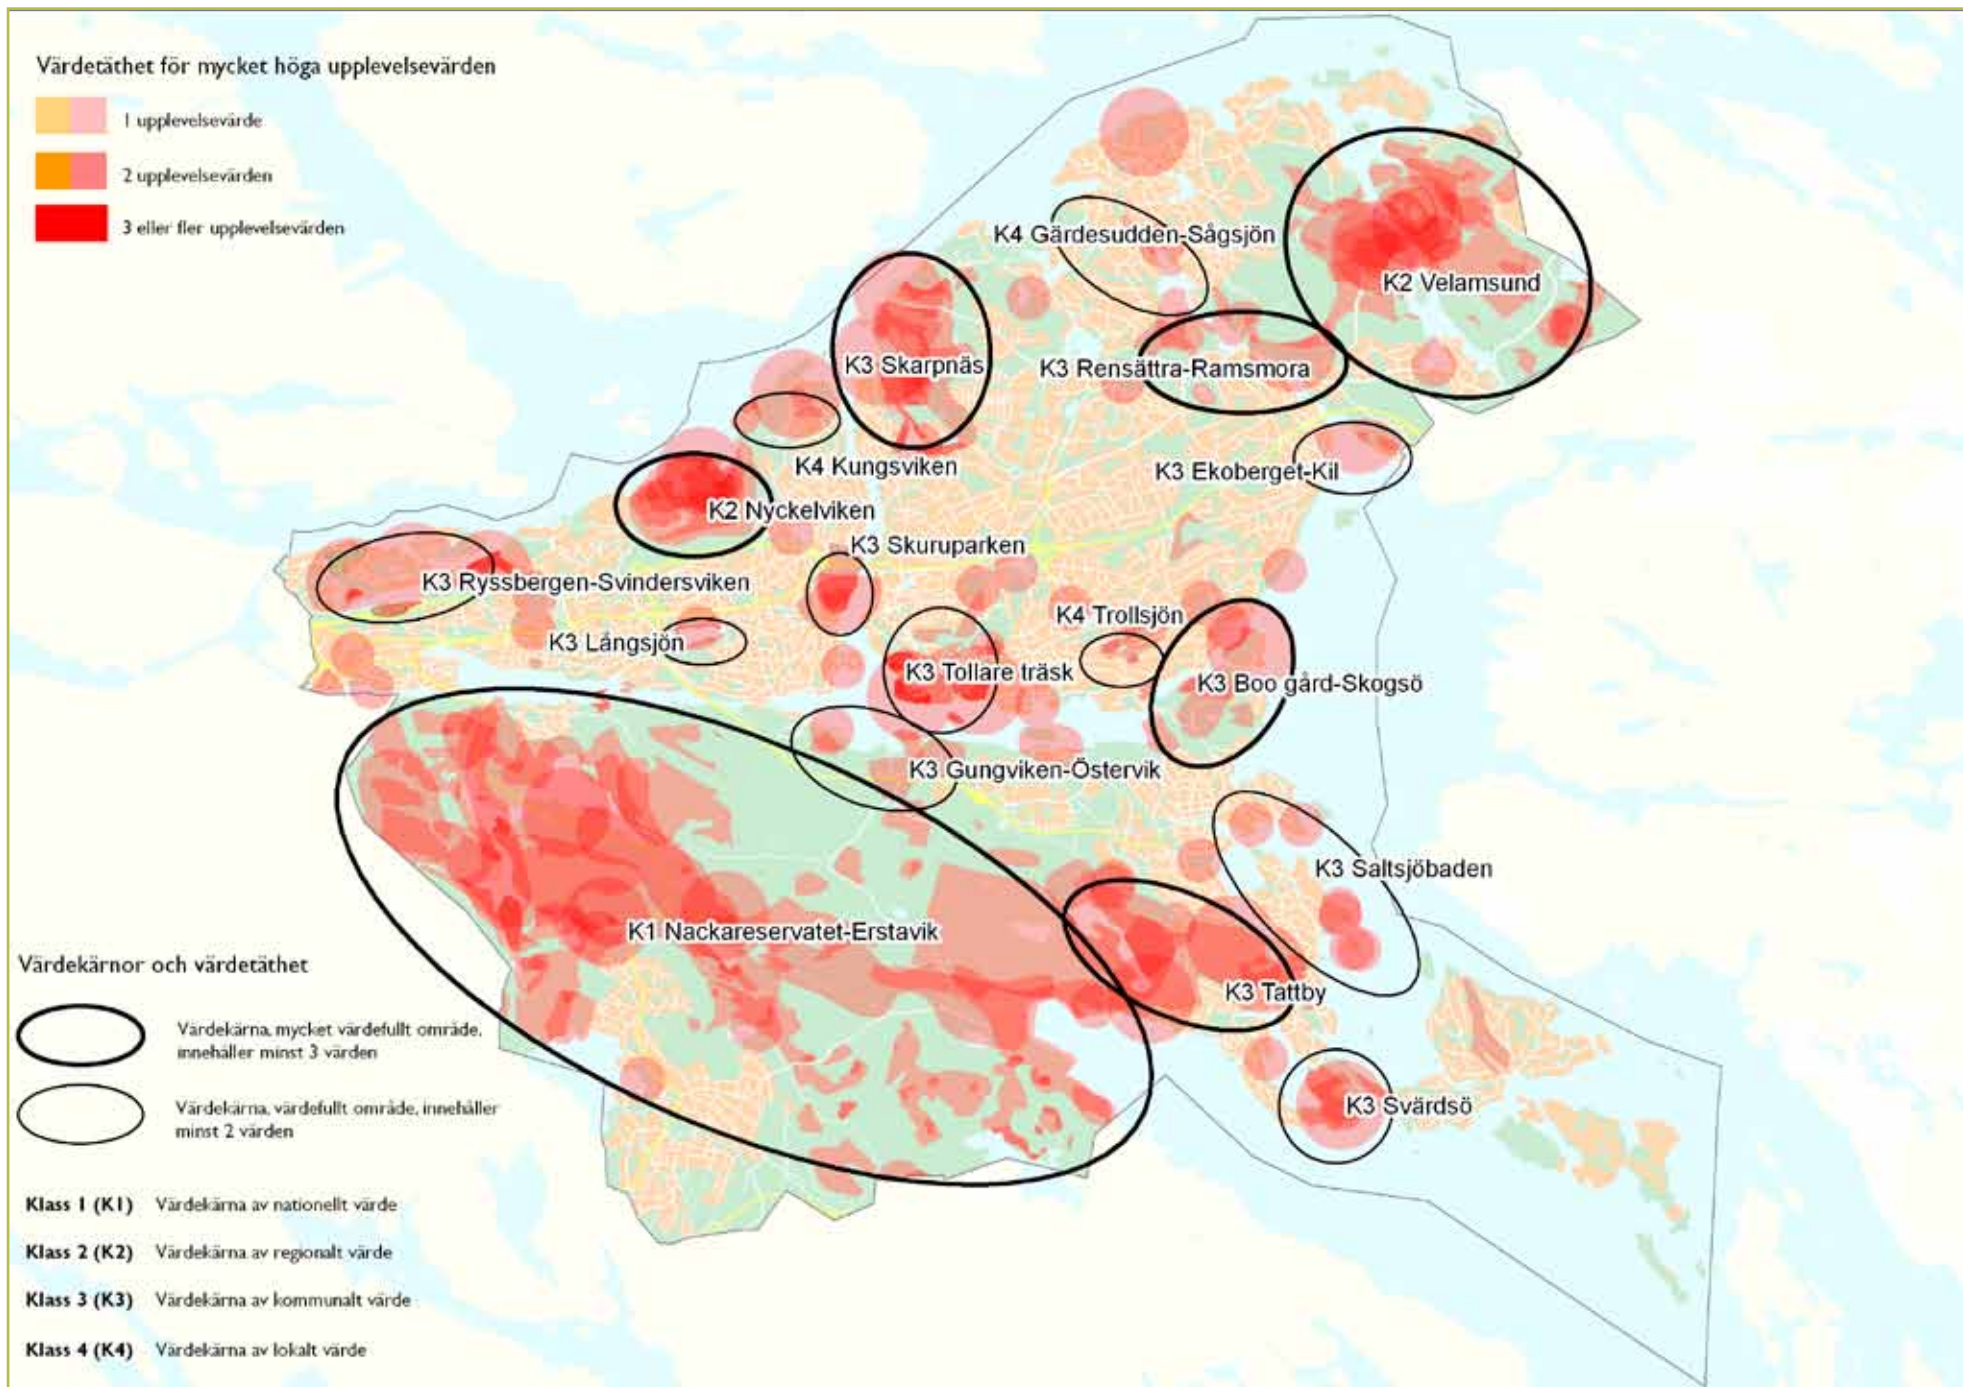 Värdetäthet för mycket höga upplevelsevärden
1 upplevelsevärde
2 upplevelsevärden
3 eller fler upplevelsevärden
K4 Gärdesudden-Sågsjön
K2 Velamsund
K3 Skarpnäs
K3 Rensättra-Ramsmora
K4 Kungsviken
K3 Ekoberget-Kil
K2 Nyckelviken
K3 Skuruparken
K3 Ryssbergen-Svindersviken
K4 Trollsjön
K3 Långsjön
K3 Tollare träsk
K3 Boo gård-Skogsö
K3 Gungviken-Östervik
K3 Saltsjöbaden
K1 Nackareservatet-Erstavik
K3 Tattby
K3 Svärdsö
Värdekärnor och värdetäthet
Värdekärna, mycket värdefullt område,
innehåller minst 3 värden
Värdekärna, värdefullt område, innehåller
minst 2 värden
Klass 1 (K1) Värdekärna av nationellt värde
Klass 2 (K2) Värdekärna av regionalt värde
Klass 3 (K3) Värdekärna av kommunalt värde
Klass 4 (K4) Värdekärna av lokalt värde